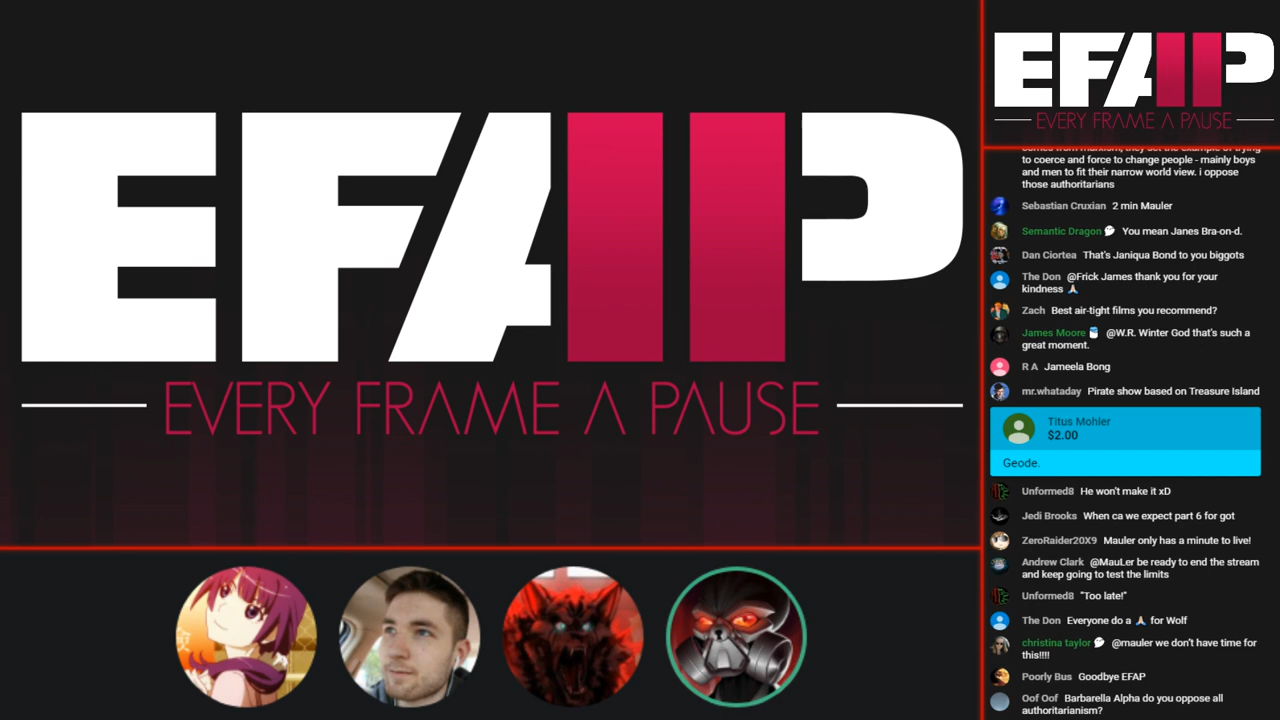 EFAP
EVERY FRAME A PAUSE
EFAP
EVERY FRAME A PAUSE
comes from marxism, they set the example of trying
to coerce and force to change people - mainly boys
and men to fit their narrow world view. i oppose
those authoritarians
Sebastian Cruxian 2 min Mauler
Semantic Dragon You mean Janes Bra-on-d.
Dan Ciortea That's Janiqua Bond to you biggots
The Don @Frick James thank you for your
kindness 🙏
Zach Best air-tight films you recommend?
James Moore @W.R. Winter God that's such a
great moment.
R A Jameela Bong
mr.whataday Pirate show based on Treasure Island
Titus Mohler
$2.00
Geode.
Unformed8 He won't make it xD
Jedi Brooks When ca we expect part 6 for got
ZeroRaider20X9 Mauler only has a minute to live!
Andrew Clark @MauLer be ready to end the stream
and keep going to test the limits
Unformed8 "Too late!"
The Don Everyone do a 🙏 for Wolf
christina taylor @mauler we don't have time for
this!!!!
Poorly Bus Goodbye EFAP
Oof Oof Barbarella Alpha do you oppose all
authoritarianism?